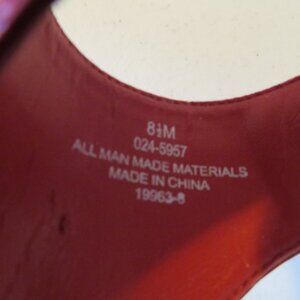 8½M
024-5957
ALL MAN MADE MATERIALS
MADE IN CHINA
19963-8